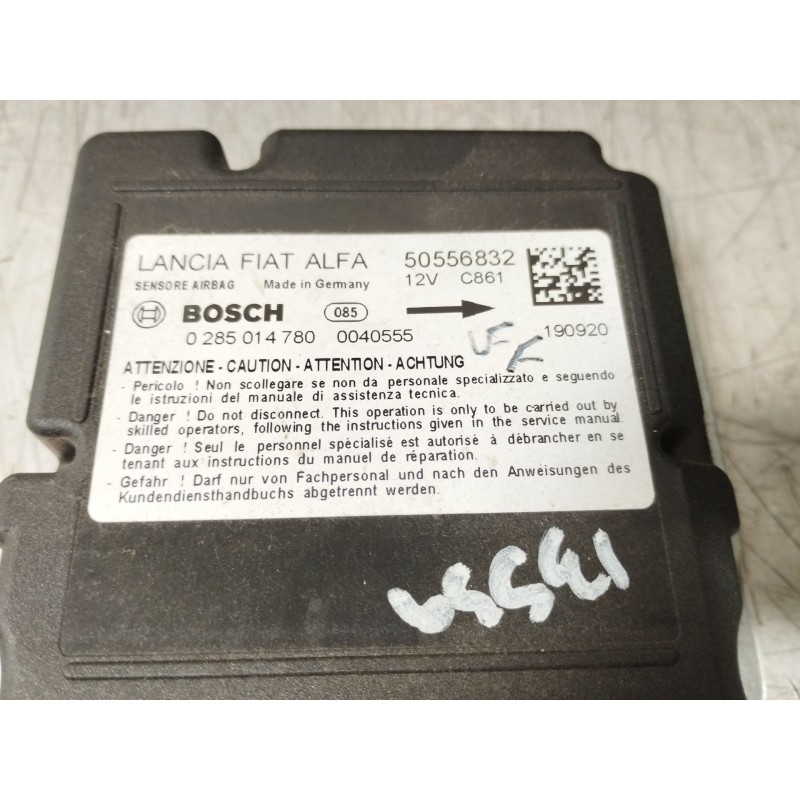 LANCIA FIAT ALFA 50556832
SENSORE AIRBAG Made in Germany 12V C861
BOSCH 085
0 285 014 780 0040555 190920
ATTENZIONE - CAUTION - ATTENTION - ACHTUNG
- Pericolo ! Non scollegare se non da personale specializzato e seguendo
le istruzioni del manuale di assistenza tecnica.
- Danger ! Do not disconnect. This operation is only to be carried out by
skilled operators, following the instructions given in the service manual.
- Danger ! Seul le personnel spécialisé est autorisé à débrancher en se
tenant aux instructions du manuel de réparation.
- Gefahr ! Darf nur von Fachpersonal und nach den Anweisungen des
Kundendiensthandbuchs abgetrennt werden.